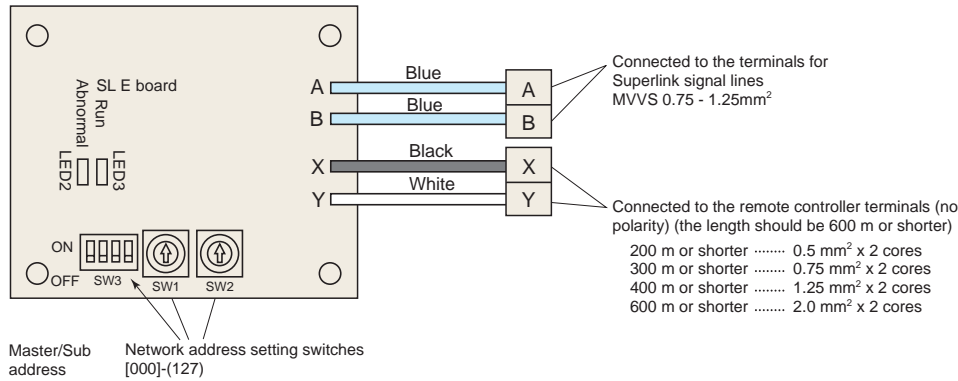 SL E board
Run
Abnormal
LED2
LED3
ON
OFF
SW3
SW1
SW2
A
B
X
Y
Blue
Blue
Black
White
A
B
X
Y
Connected to the terminals for
Superlink signal lines
MVVS 0.75 - 1.25mm²
Connected to the remote controller terminals (no
polarity) (the length should be 600 m or shorter)
200 m or shorter ........ 0.5 mm² x 2 cores
300 m or shorter ........ 0.75 mm² x 2 cores
400 m or shorter ........ 1.25 mm² x 2 cores
600 m or shorter ........ 2.0 mm² x 2 cores
Master/Sub
address
Network address setting switches
[000]-(127)